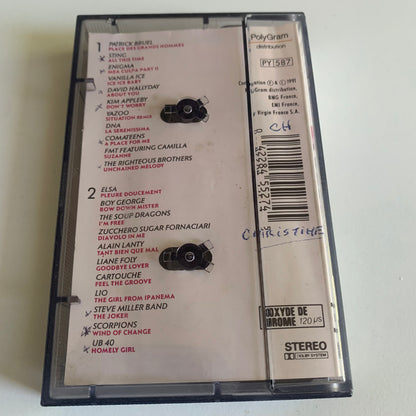 1 PATRICK BRUEL
PLACE DES GRANDS HOMMES
STING
ALL THIS TIME
ENIGMA
MEA CULPA PART II
VANILLA ICE
ICE ICE BABY
DAVID HALLYDAY
ABOUT YOU
KIM APPLEBY
DON'T WORRY
YAZOO
SITUATION REMIX
DNA
LA SERENISSIMA
COMATEENS
A PLACE FOR ME
FMT FEATURING CAMILLA
SUZANNE
THE RIGHTEOUS BROTHERS
UNCHAINED MELODY
2 ELSA
PLEURE DOUCEMENT
BOY GEORGE
BOW DOWN MISTER
THE SOUP DRAGONS
I'M FREE
ZUCCHERO SUGAR FORNACIARI
DIAVOLO IN ME
ALAIN LANTY
TANT BIEN QUE MAL
LIANE FOLY
GOODBYE LOVER
CARTOUCHE
FEEL THE GROOVE
LIO
THE GIRL FROM IPANEMA
STEVE MILLER BAND
THE JOKER
SCORPIONS
WIND OF CHANGE
UB 40
HOMELY GIRL
PolyGram
distribution
PY 587
℗ © 1991
PolyGram distribution,
BMG France,
EMI France,
Virgin France S.A.
CH
42284 55274
CHRISTINE
DIOXYDE DE
CHROME 120 µs
STEREO
DOLBY SYSTEM